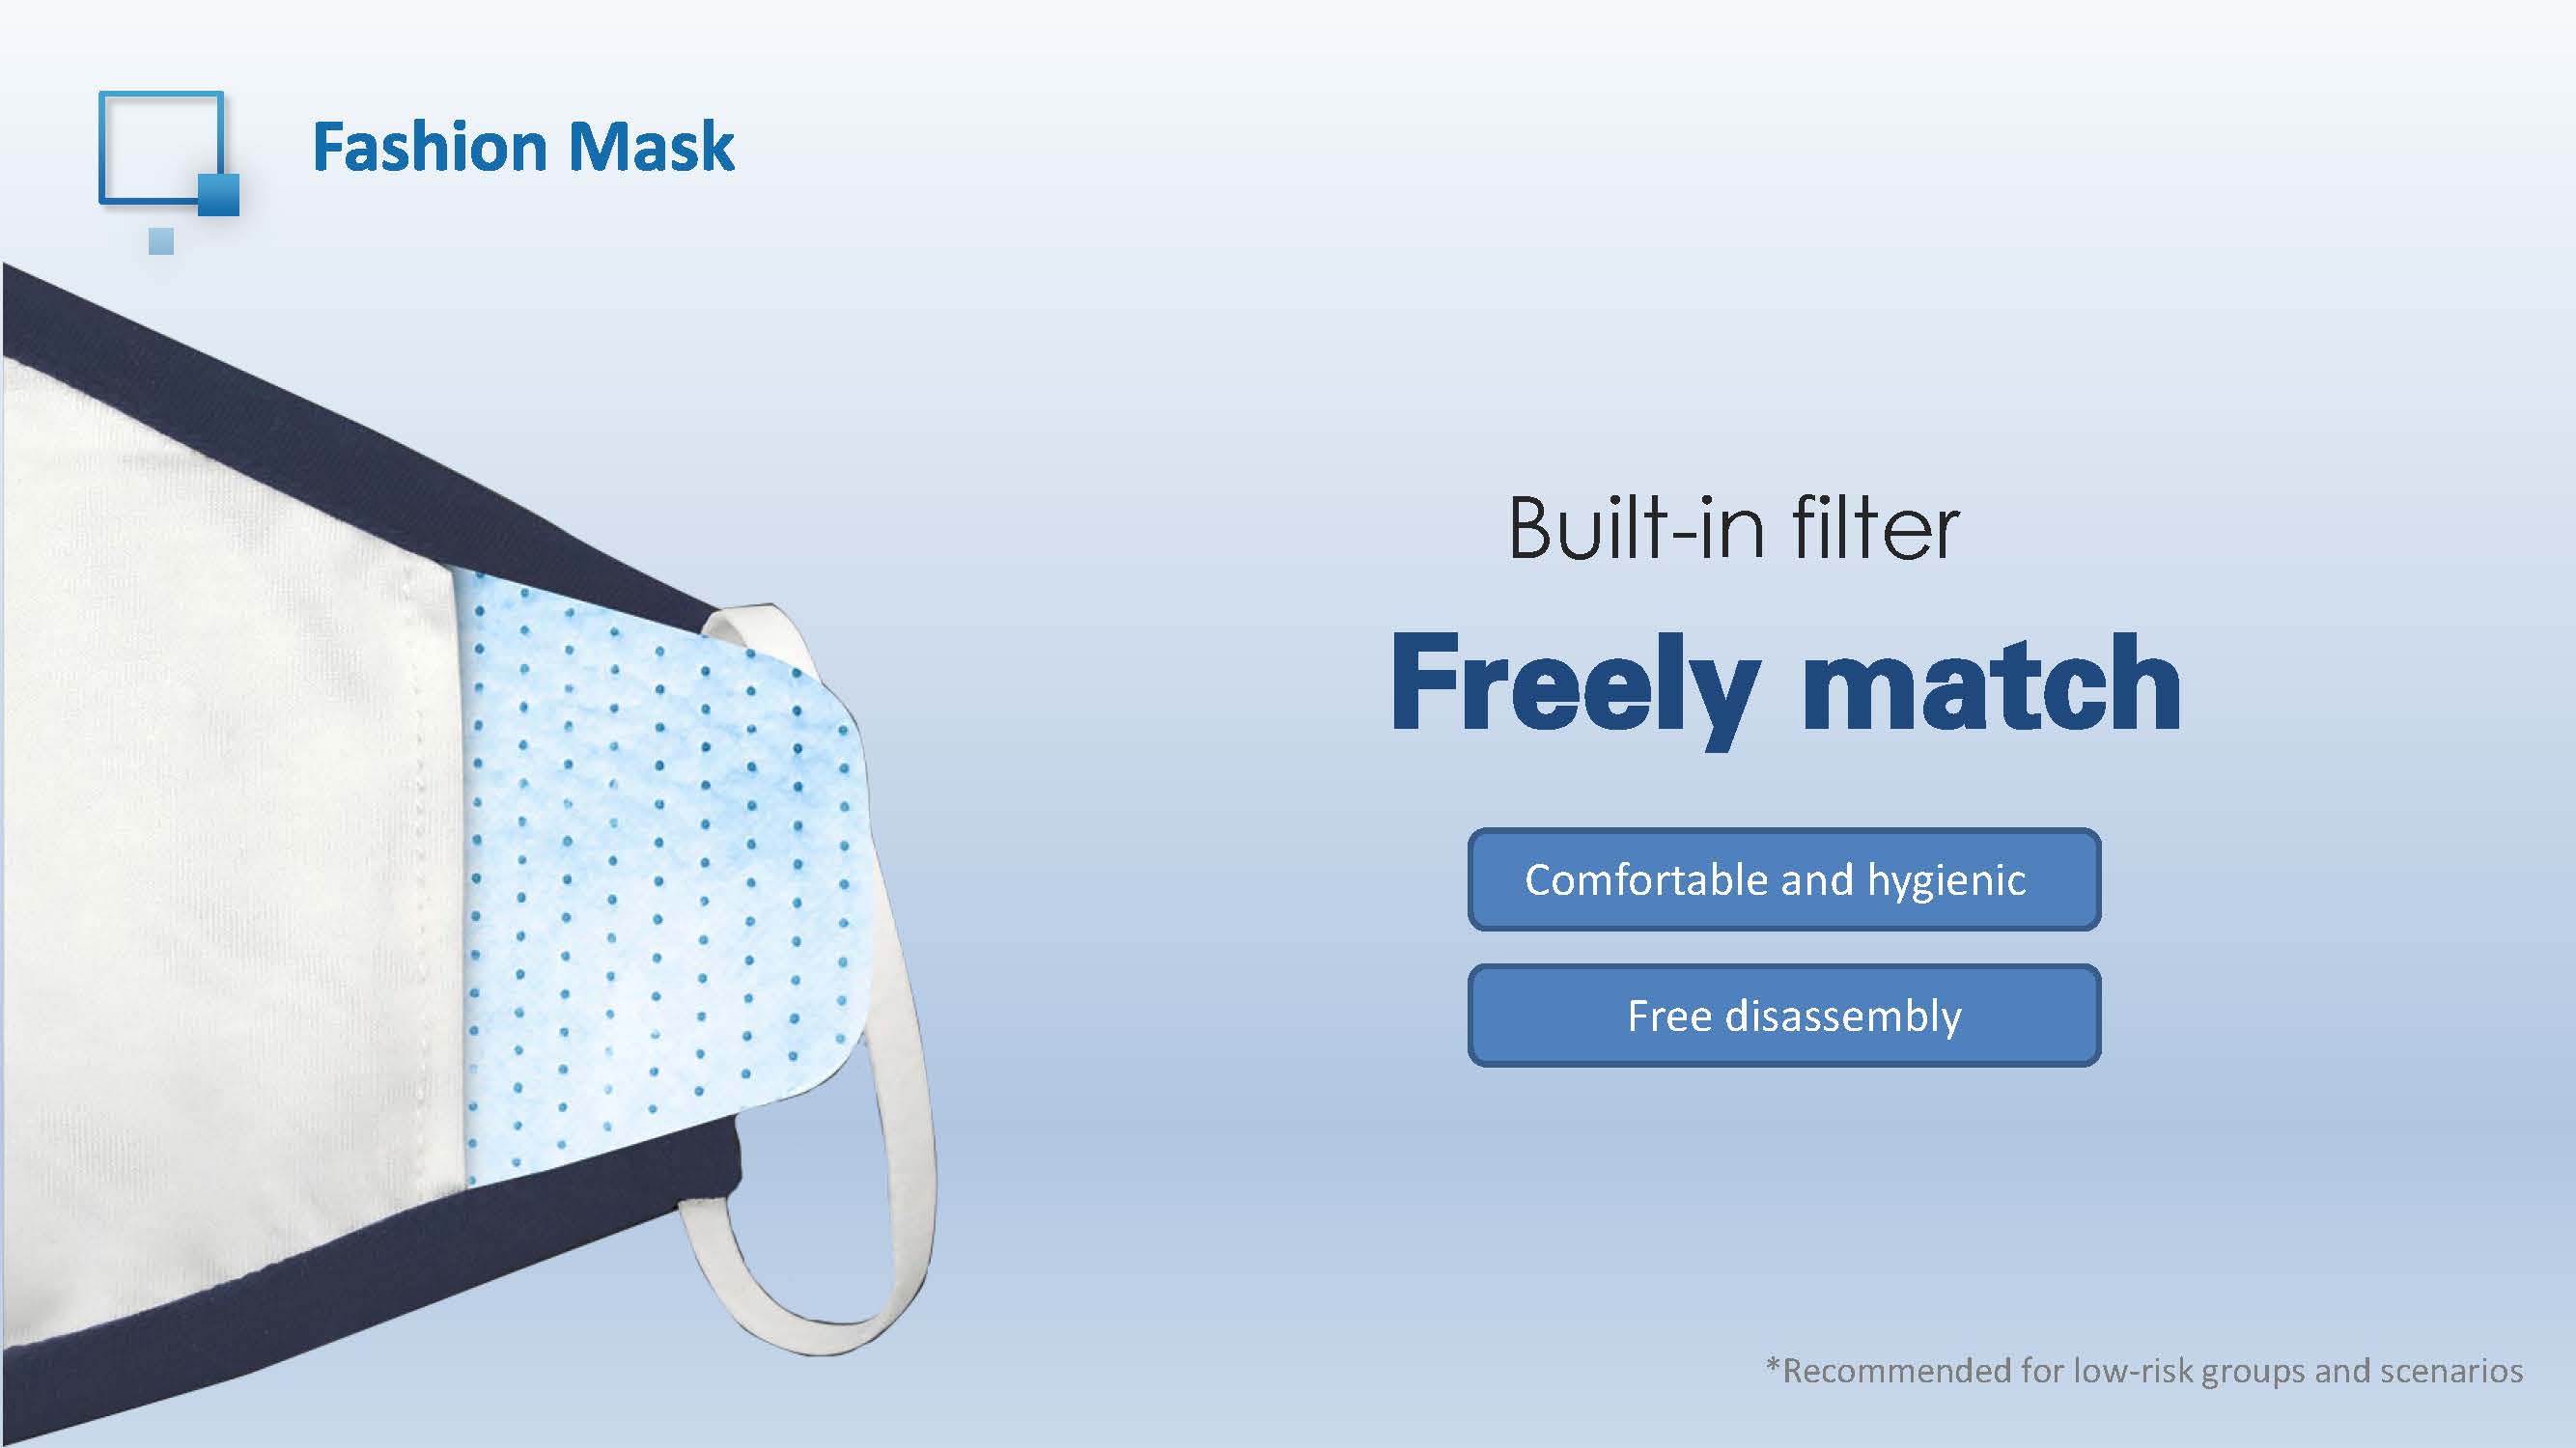 Fashion Mask
Built-in filter
Freely match
Comfortable and hygienic
Free disassembly
*Recommended for low-risk groups and scenarios